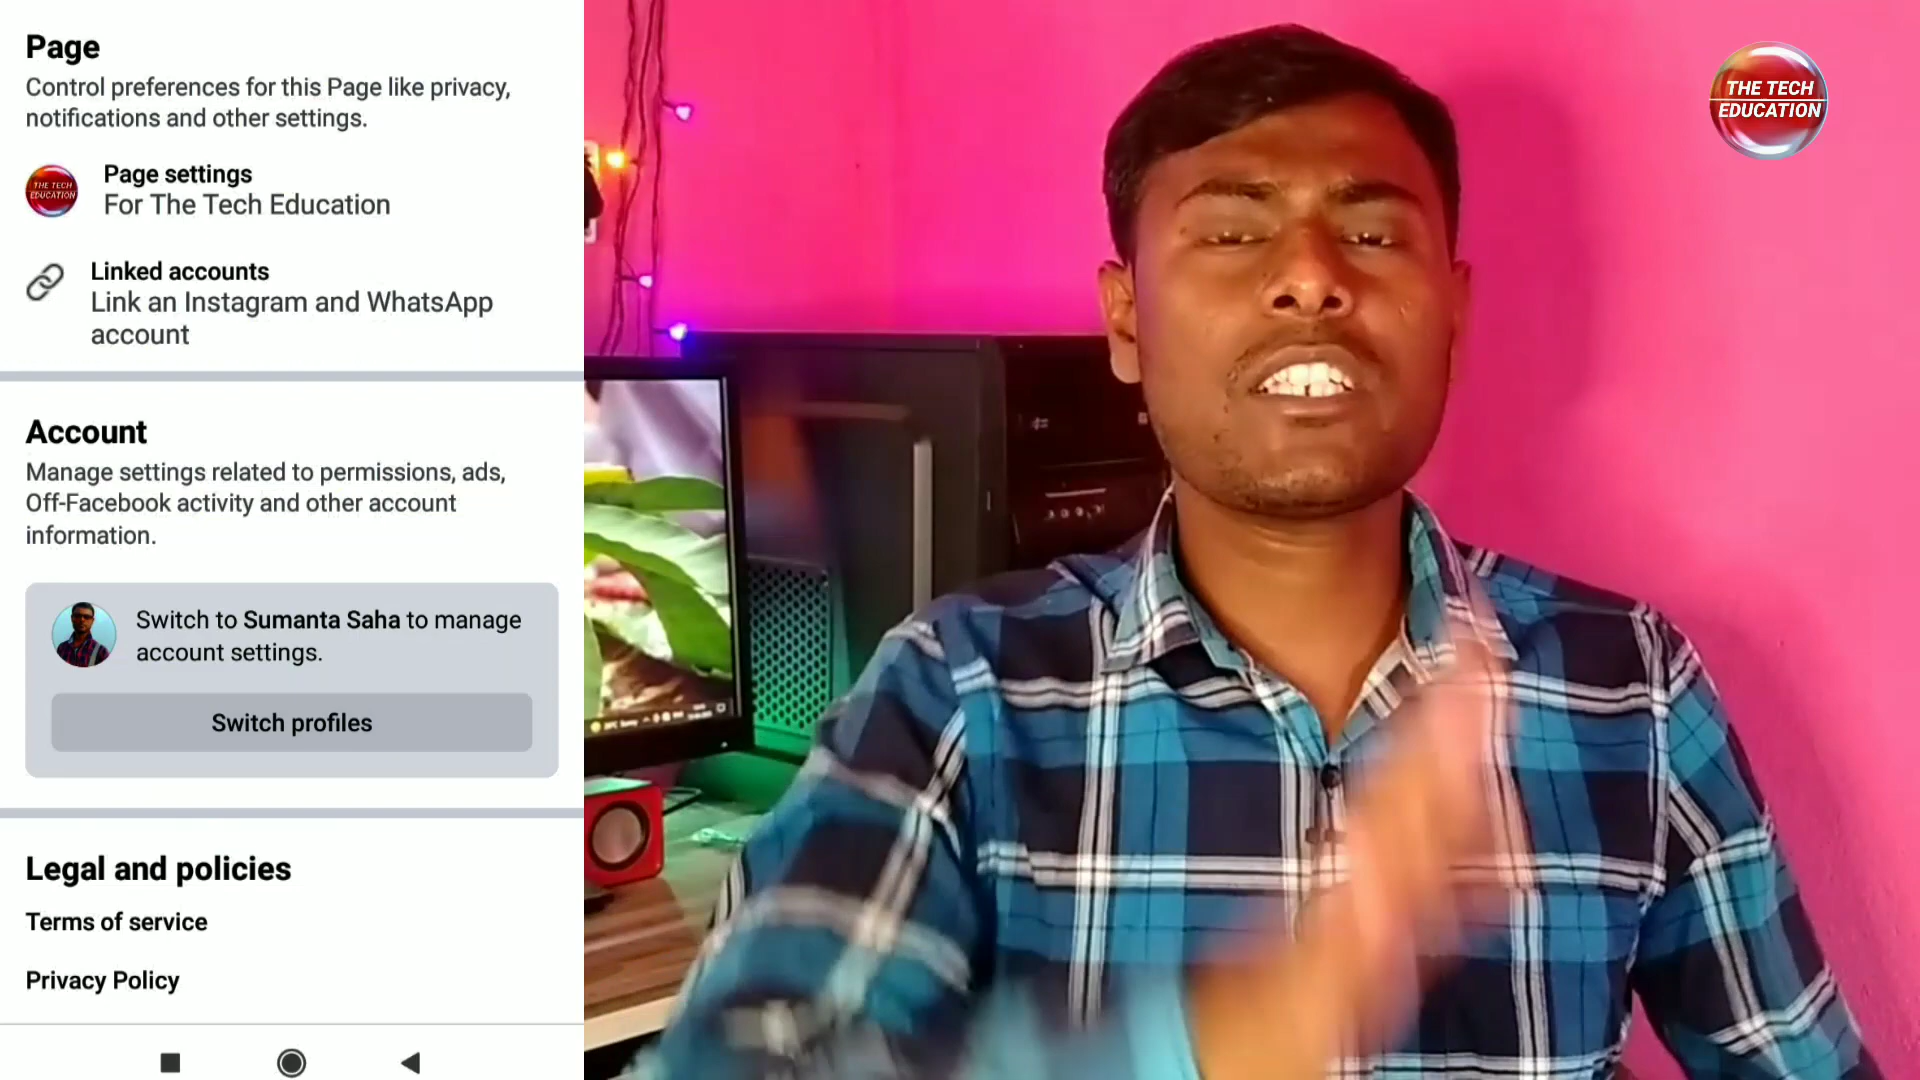 Page
Control preferences for this Page like privacy,
notifications and other settings.
THE TECH
EDUCATION
Page settings
For The Tech Education
Linked accounts
Link an Instagram and WhatsApp
account
Account
Manage settings related to permissions, ads,
Off-Facebook activity and other account
information.
Switch to Sumanta Saha to manage
account settings.
Switch profiles
Legal and policies
Terms of service
Privacy Policy
THE TECH
EDUCATION